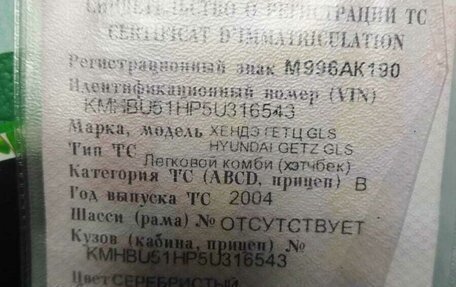 СВИДЕТЕЛЬСТВО О РЕГИСТРАЦИИ ТС
CERTIFICAT D'IMMATRICULATION
Регистрационный знак М996АК190
Идентификационный номер (VIN)
KMHBU51HP5U316543
Марка, модель ХЕНДЭ ГЕТЦ GLS
HYUNDAI GETZ GLS
Тип ТС
Легковой комби (хэтчбек)
Категория ТС (ABCD, прицеп) В
Год выпуска ТС 2004
Шасси (рама) № ОТСУТСТВУЕТ
Кузов (кабина, прицеп) №
KMHBU51HP5U316543
Цвет СЕРЕБРИСТЫЙ